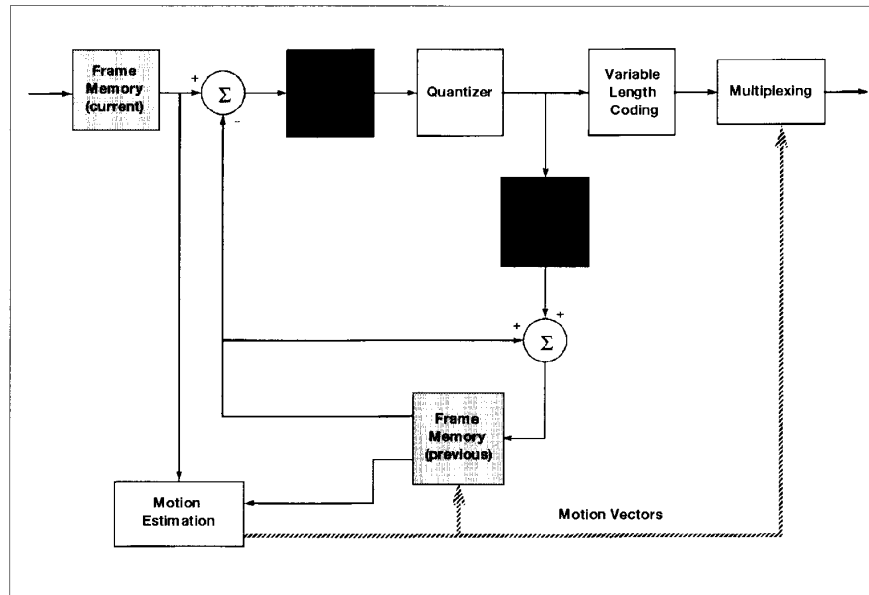 Frame
Memory
(current)
+
Σ
-
Quantizer
Variable
Length
Coding
Multiplexing
+
+
Σ
Frame
Memory
(previous)
Motion
Estimation
Motion Vectors